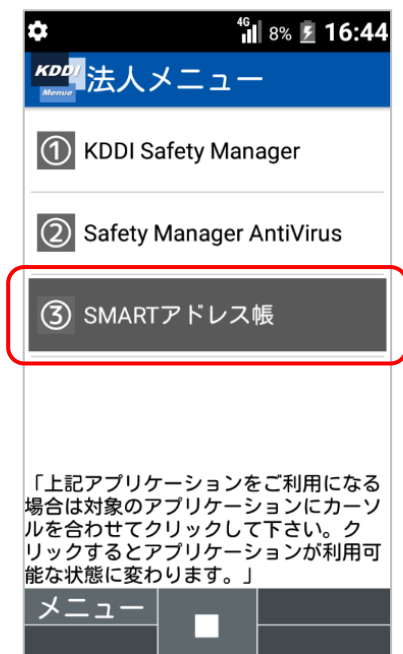 4G 8% 16:44
KDDI Menue 法人メニュー
① KDDI Safety Manager
② Safety Manager AntiVirus
③ SMARTアドレス帳
「上記アプリケーションをご利用になる
場合は対象のアプリケーションにカーソ
ルを合わせてクリックして下さい。ク
リックするとアプリケーションが利用可
能な状態に変わります。」
メニュー